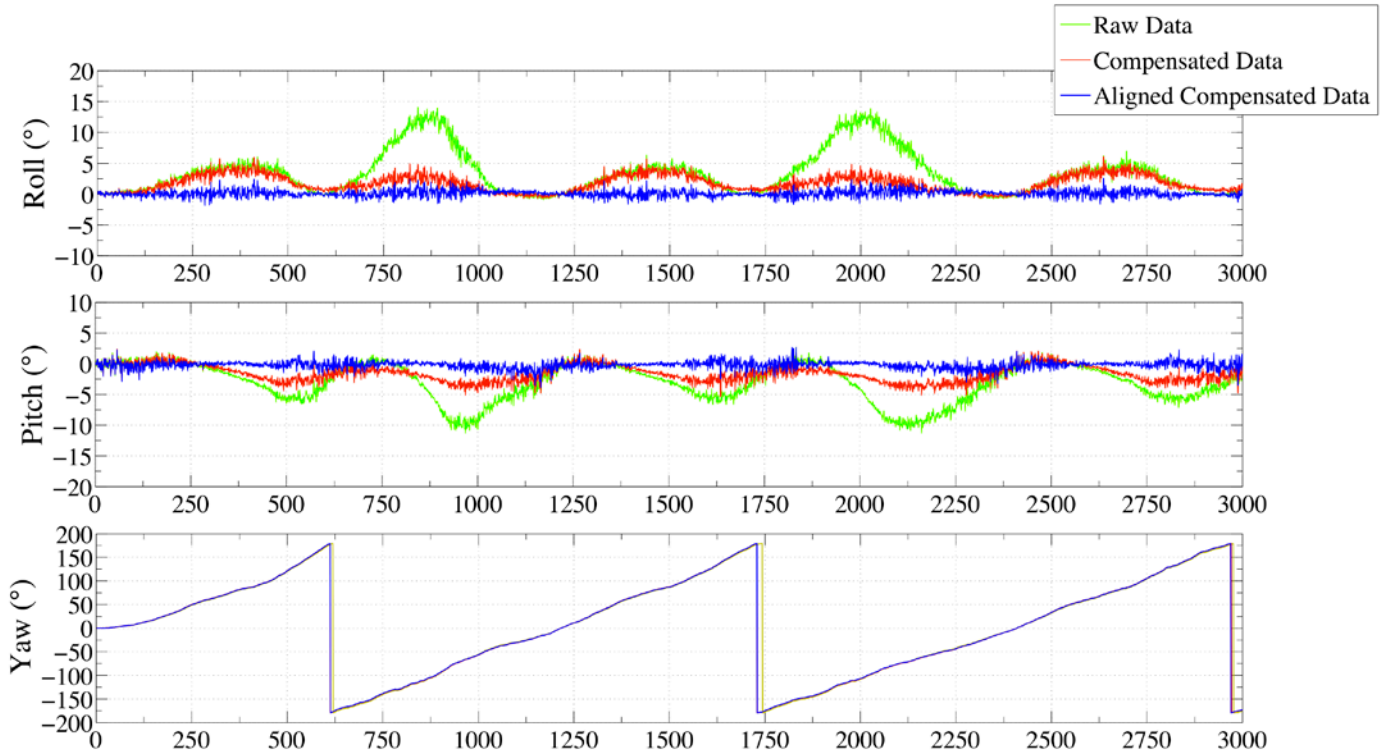 Raw Data
Compensated Data
Aligned Compensated Data
Roll (°)
20
15
10
5
0
−5
−10
0 250 500 750 1000 1250 1500 1750 2000 2250 2500 2750 3000
Pitch (°)
10
5
0
−5
−10
−15
−20
0 250 500 750 1000 1250 1500 1750 2000 2250 2500 2750 3000
Yaw (°)
200
150
100
50
0
−50
−100
−150
−200
0 250 500 750 1000 1250 1500 1750 2000 2250 2500 2750 3000